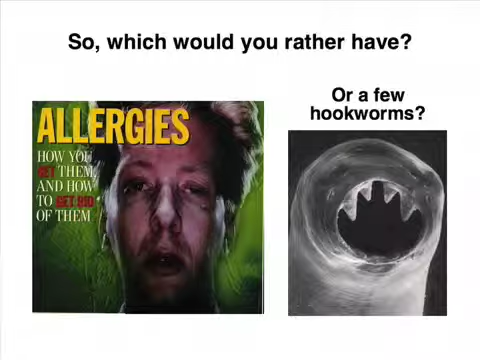 So, which would you rather have?
Or a few
hookworms?
ALLERGIES
HOW YOU
GET THEM,
AND HOW
TO GET RID
OF THEM